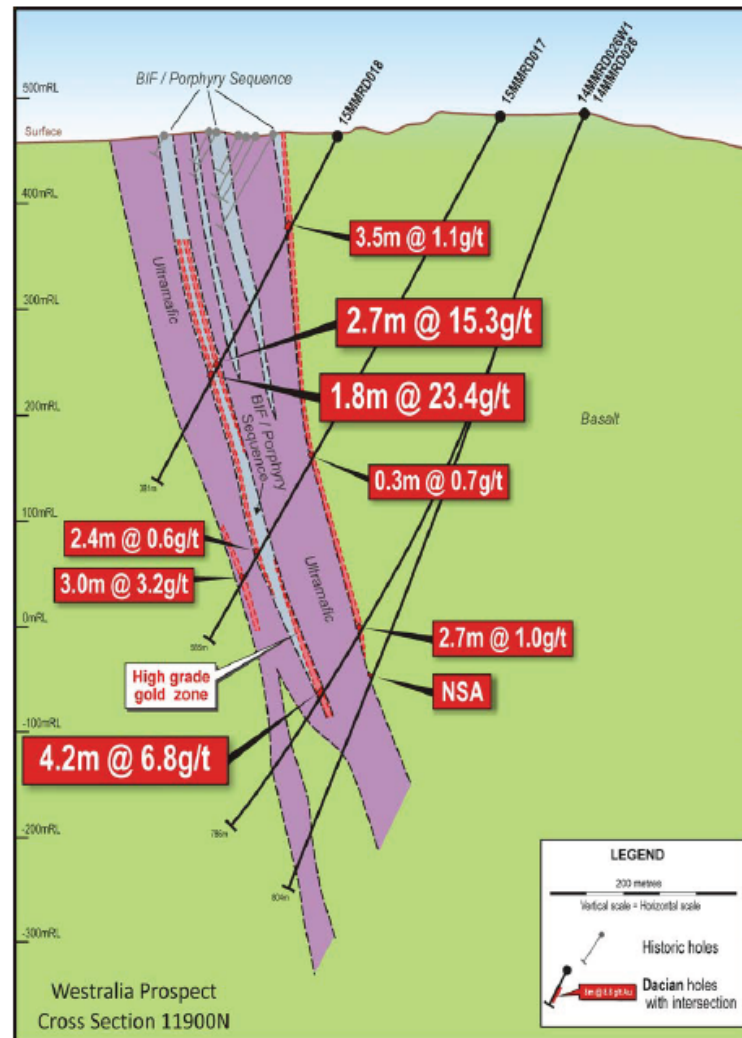 15MMRD018
15MMRD017
14MMRD026W1
14MMRD026
BIF / Porphyry Sequence
500mRL
Surface
400mRL
300mRL
200mRL
100mRL
0mRL
-100mRL
-200mRL
-300mRL
Ultramafic
3.5m @ 1.1g/t
2.7m @ 15.3g/t
1.8m @ 23.4g/t
BIF / Porphyry
Sequence
Basalt
0.3m @ 0.7g/t
381m
2.4m @ 0.6g/t
3.0m @ 3.2g/t
Ultramafic
2.7m @ 1.0g/t
High grade
gold zone
NSA
4.2m @ 6.8g/t
786m
804m
LEGEND
200 metres
Vertical scale = Horizontal scale
Historic holes
Dacian holes
with intersection
Westralia Prospect
Cross Section 11900N